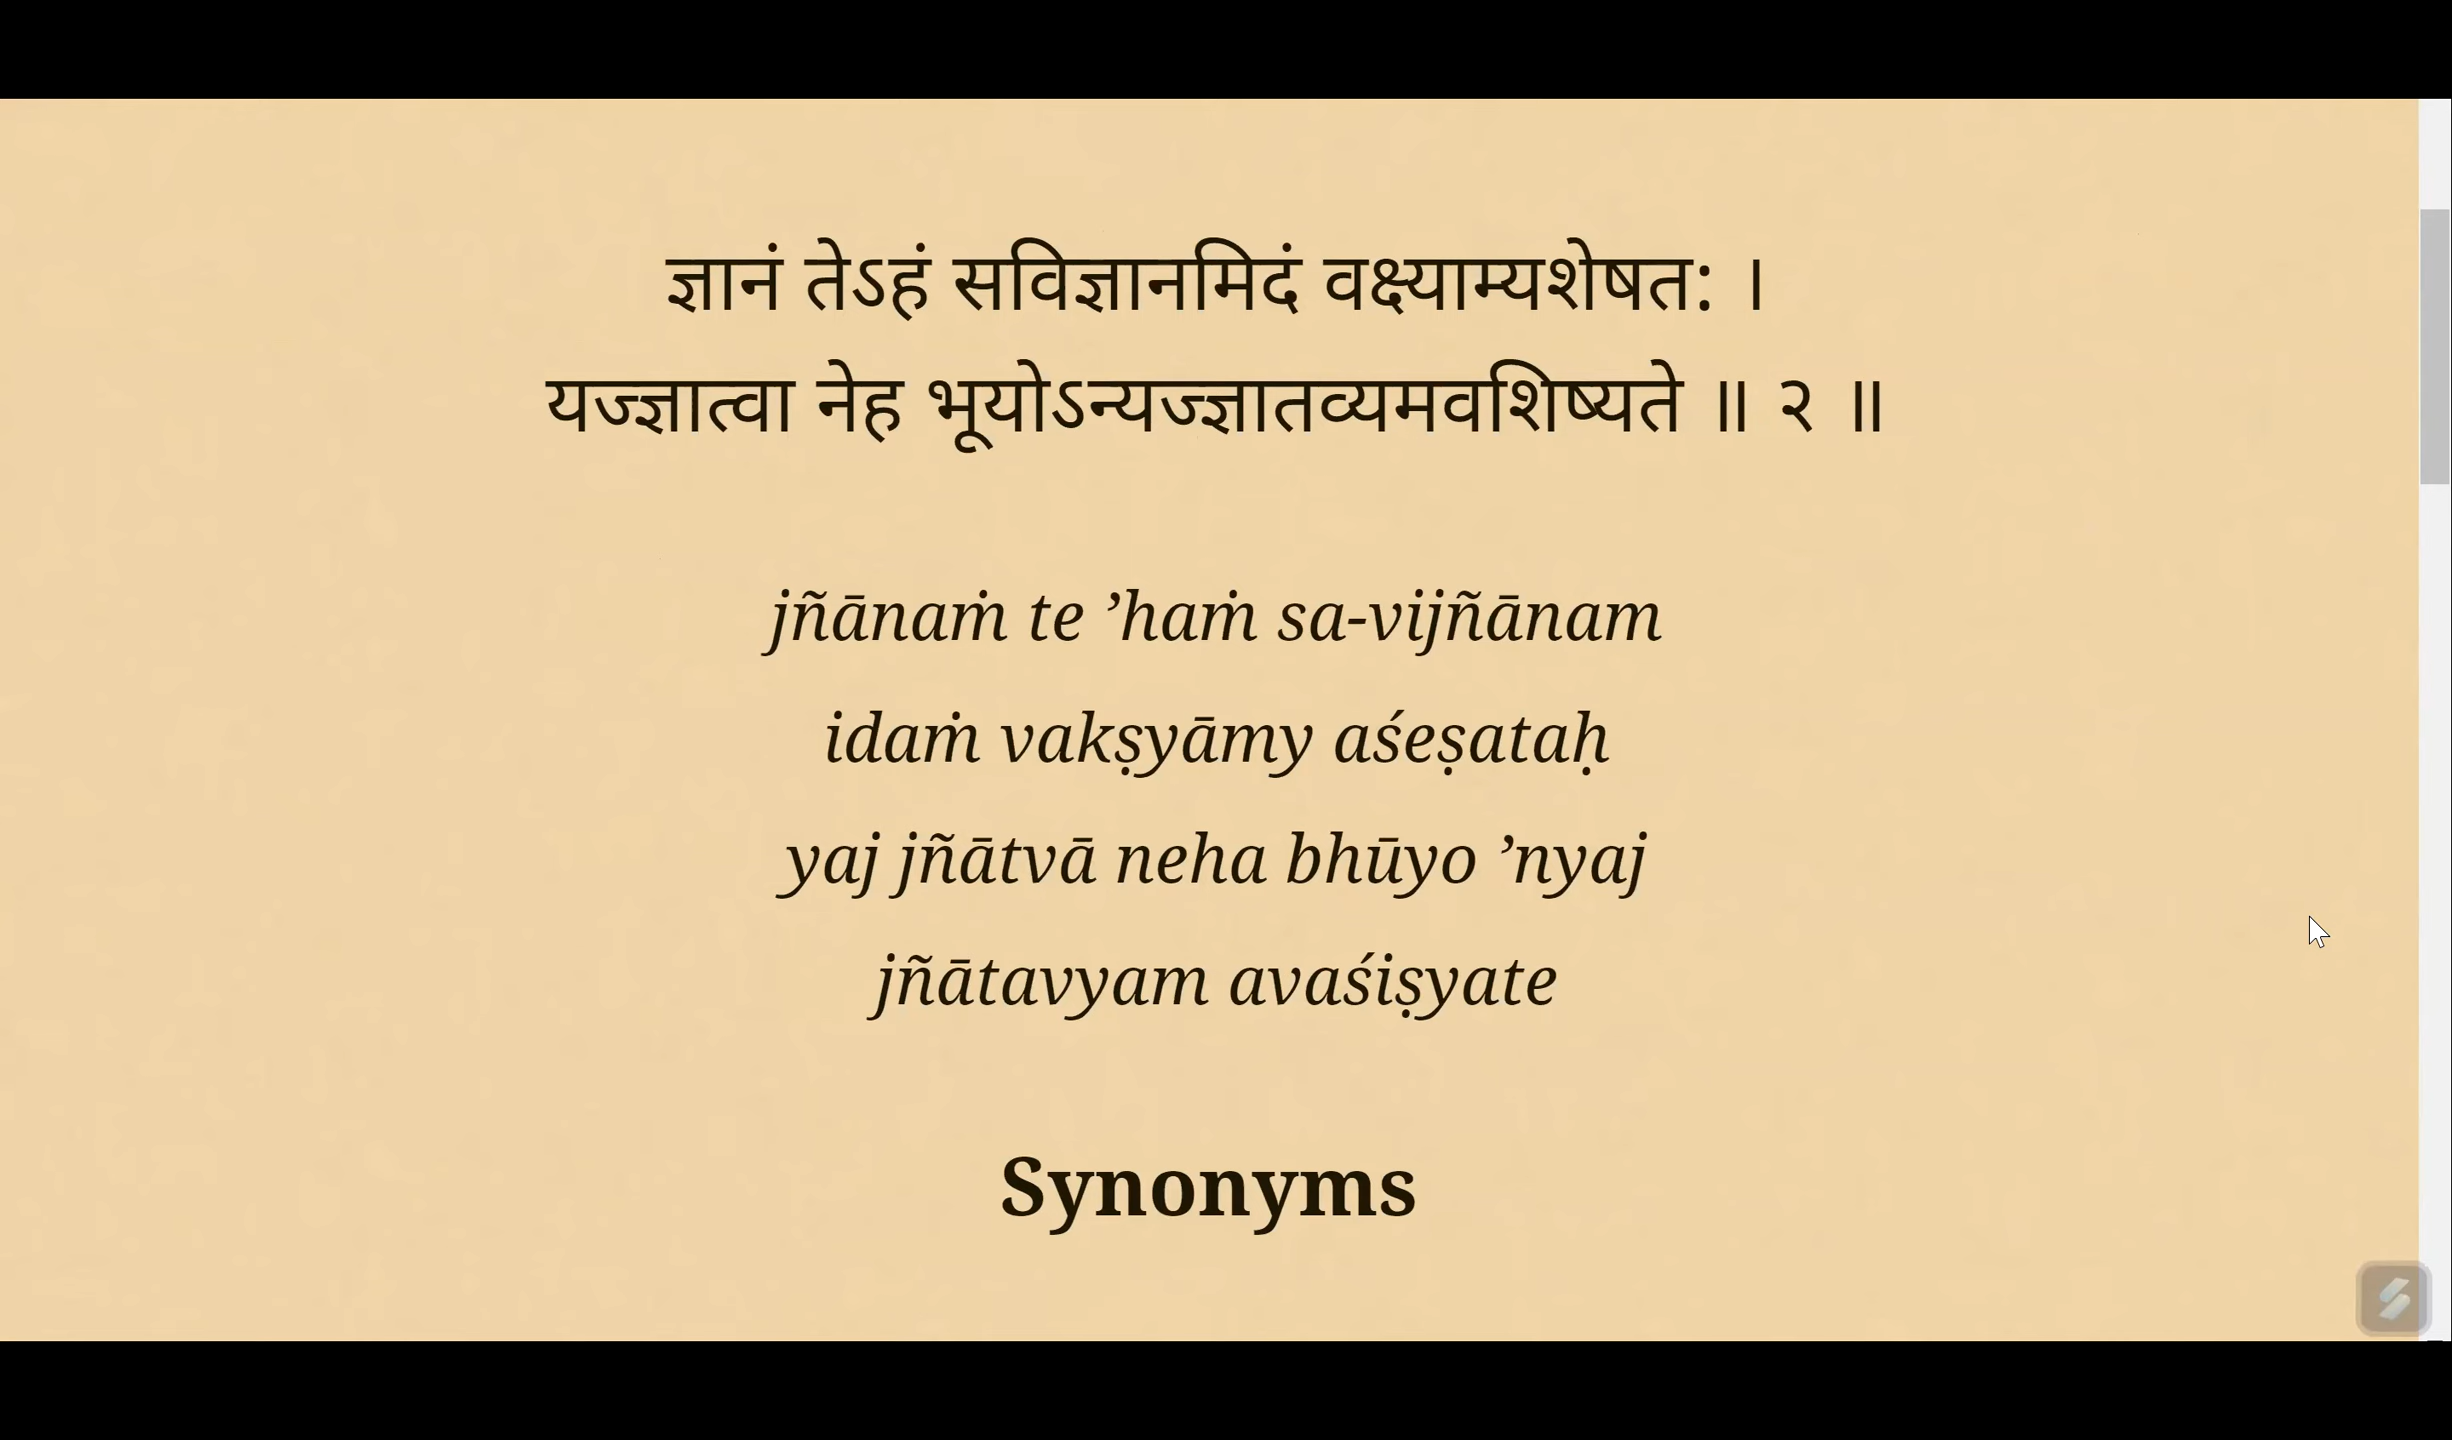 ज्ञानं तेऽहं सविज्ञानमिदं वक्ष्याम्यशेषत: ।
यज्ज्ञात्वा नेह भूयोऽन्यज्ज्ञातव्यमवशिष्यते ॥ २ ॥
jñānaṁ te ’haṁ sa-vijñānam
idaṁ vakṣyāmy aśeṣataḥ
yaj jñātvā neha bhūyo ’nyaj
jñātavyam avaśiṣyate
Synonyms